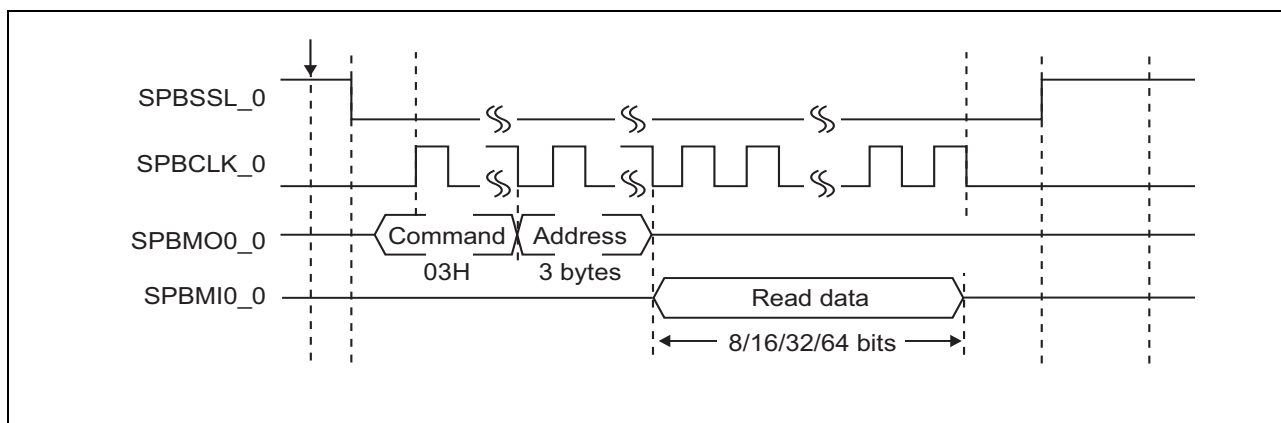 SPBSSL_0
SPBCLK_0
SPBMO0_0
Command
Address
03H
3 bytes
SPBMI0_0
Read data
8/16/32/64 bits